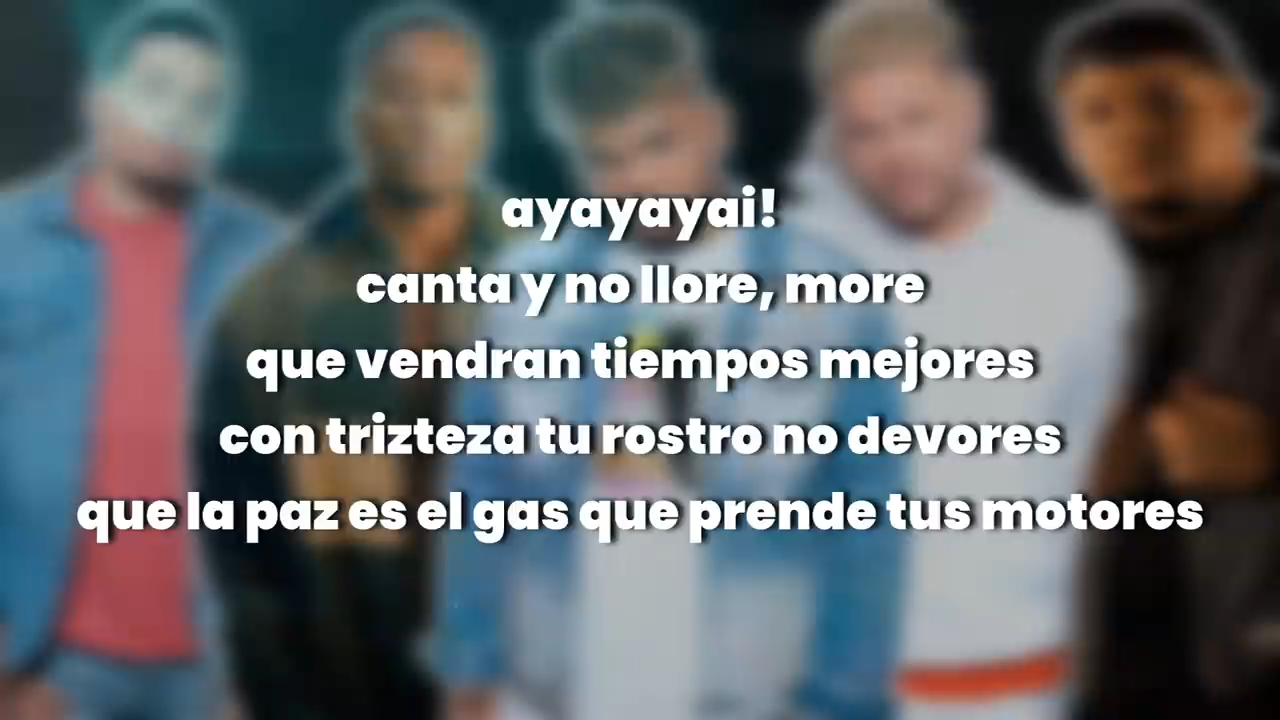 ayayayai!
canta y no llore, more
que vendran tiempos mejores
con trizteza tu rostro no devores
que la paz es el gas que prende tus motores